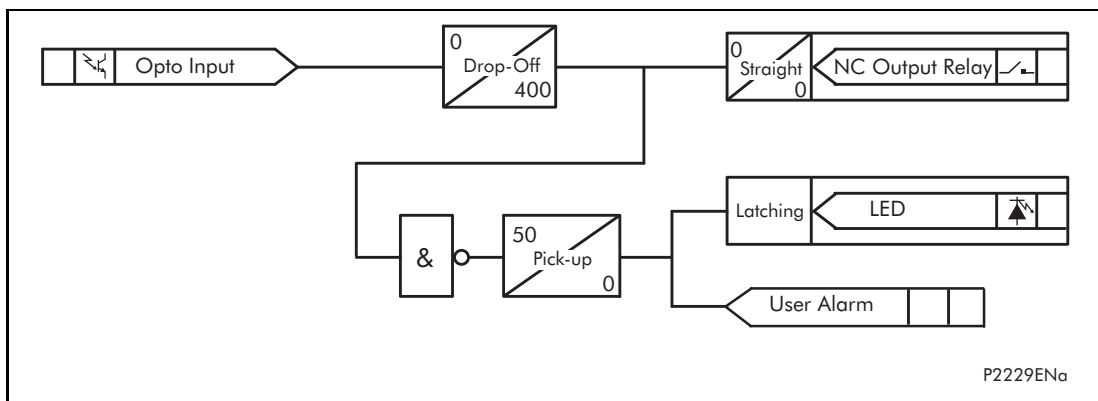 0
Opto Input
Drop-Off
400
0
Straight
0
NC Output Relay
&
50
Pick-up
0
Latching
LED
User Alarm
P2229ENa